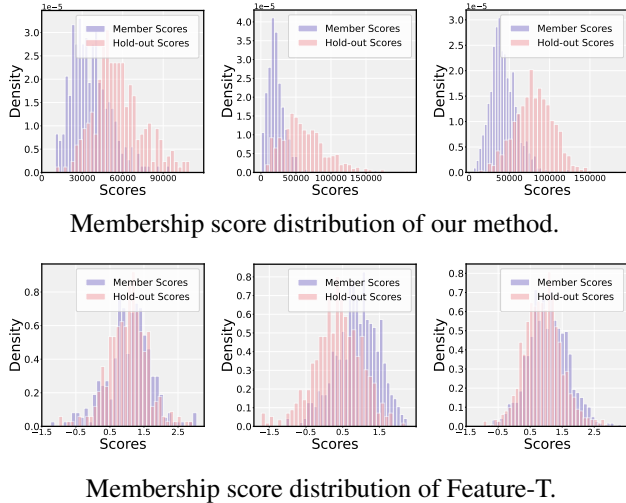 1e−5
1e−5
1e−5
Member Scores
Hold-out Scores
Density
3.0
2.5
2.0
1.5
1.0
0.5
0.0
0 30000 60000 90000
Scores
Member Scores
Hold-out Scores
Density
4.0
3.5
3.0
2.5
2.0
1.5
1.0
0.5
0.0
0 50000 100000 150000
Scores
Member Scores
Hold-out Scores
Density
3.0
2.5
2.0
1.5
1.0
0.5
0.0
0 50000 100000 150000
Scores
Membership score distribution of our method.
Member Scores
Hold-out Scores
Density
0.8
0.6
0.4
0.2
0.0
−1.5 −0.5 0.5 1.5 2.5
Scores
Member Scores
Hold-out Scores
Density
0.8
0.7
0.6
0.5
0.4
0.3
0.2
0.1
0.0
−1.5 −0.5 0.5 1.5
Scores
Member Scores
Hold-out Scores
Density
0.8
0.7
0.6
0.5
0.4
0.3
0.2
0.1
0.0
−1.5 −0.5 0.5 1.5 2.5
Scores
Membership score distribution of Feature-T.